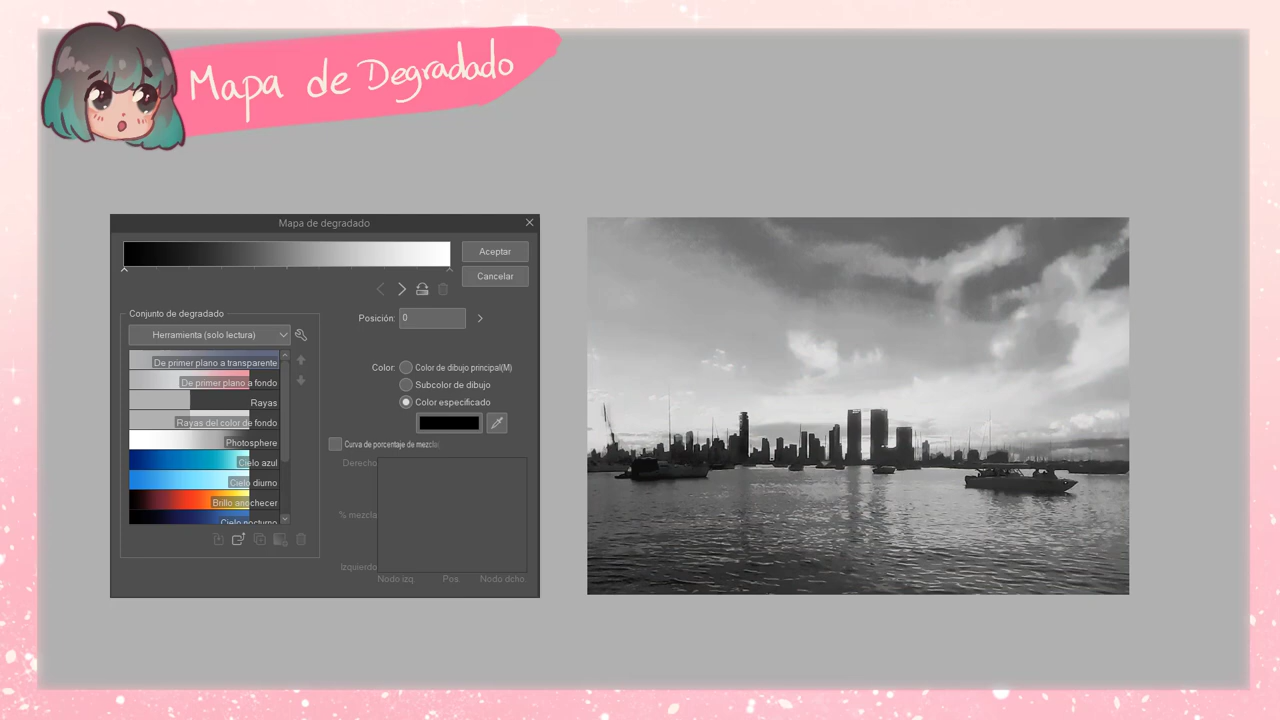 Mapa de Degradado
Mapa de degradado
Aceptar
Cancelar
Conjunto de degradado
Herramienta (solo lectura)
De primer plano a transparente
De primer plano a fondo
Rayas
Rayas del color de fondo
Photosphere
Cielo azul
Cielo diurno
Brillo anochecer
Cielo nocturno
Posición: 0
Color:
Color de dibujo principal(M)
Subcolor de dibujo
Color especificado
Curva de porcentaje de mezcla
Derecho
% mezcla
Izquierdo
Nodo izq. Pos. Nodo dcho.